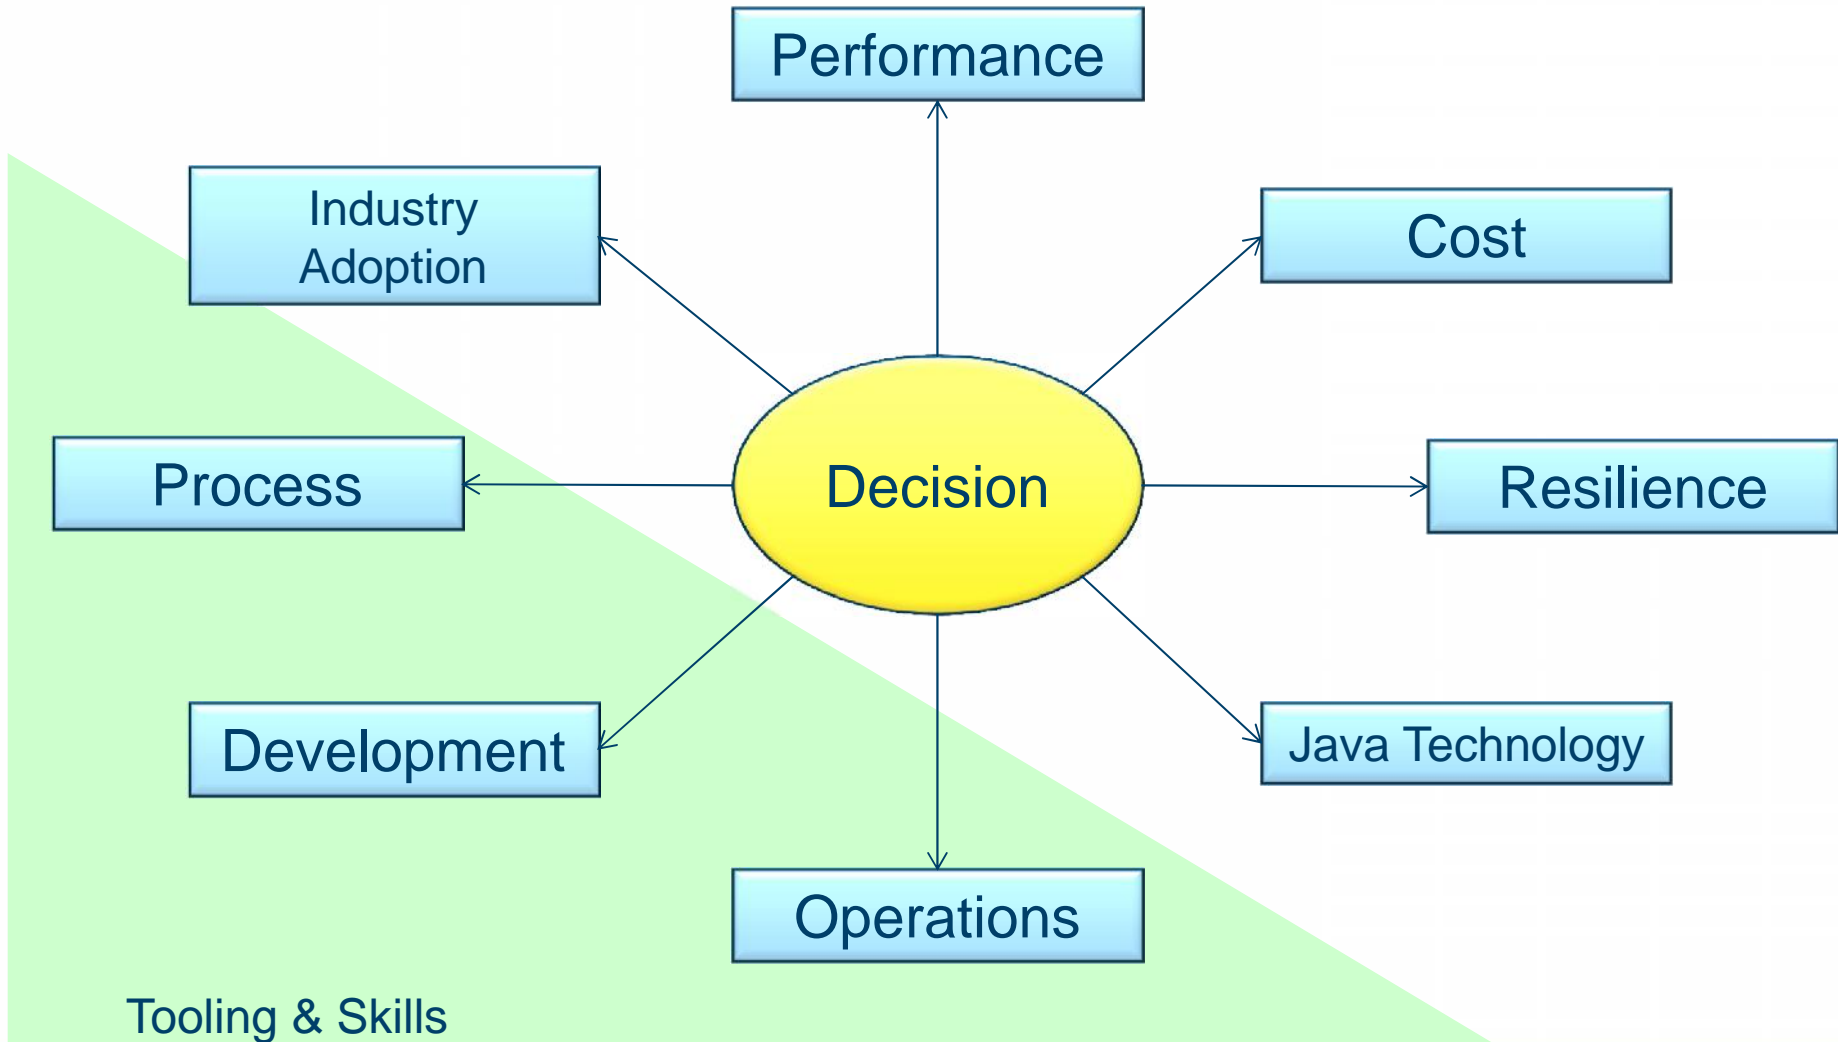 Performance
Industry
Adoption
Cost
Process
Decision
Resilience
Development
Java Technology
Operations
Tooling & Skills